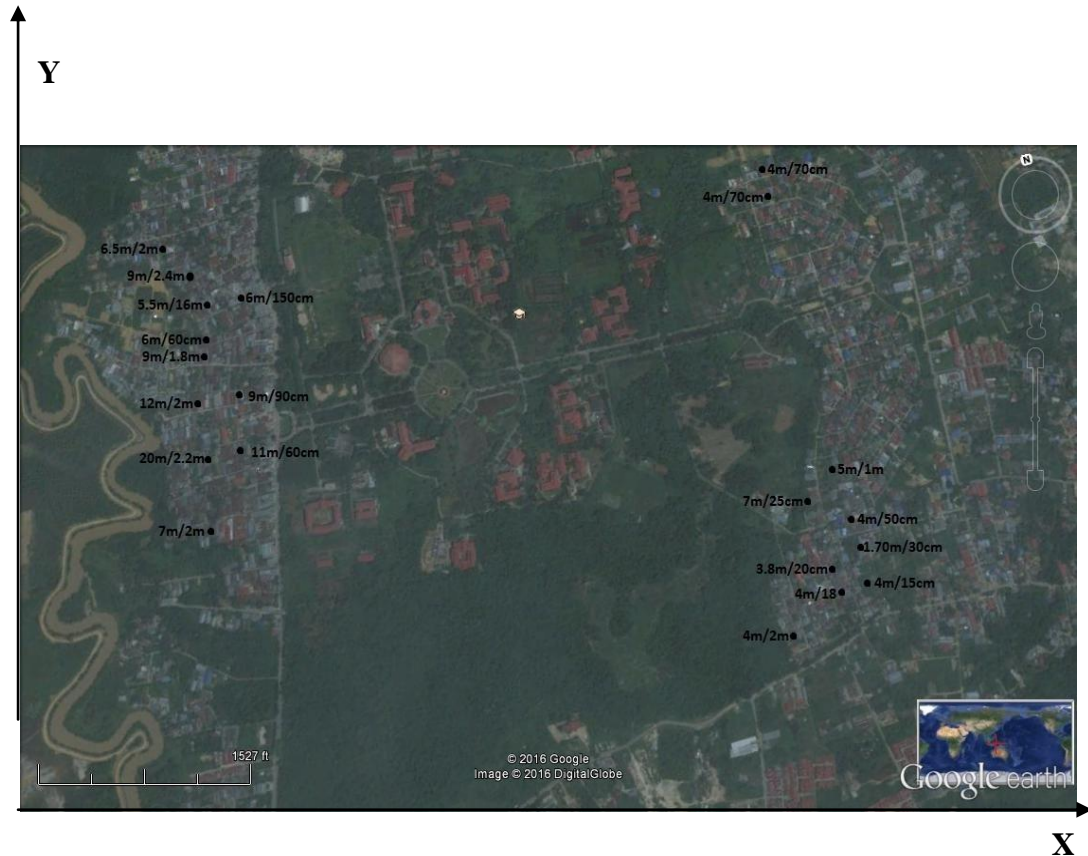 Y
N
4m/70cm
4m/70cm
6.5m/2m
9m/2.4m
6m/150cm
5.5m/16m
6m/60cm
9m/1.8m
9m/90cm
12m/2m
11m/60cm
20m/2.2m
5m/1m
7m/25cm
4m/50cm
7m/2m
1.70m/30cm
3.8m/20cm
4m/15cm
4m/18
4m/2m
1527 ft
© 2016 Google
Image © 2016 DigitalGlobe
Google earth
X